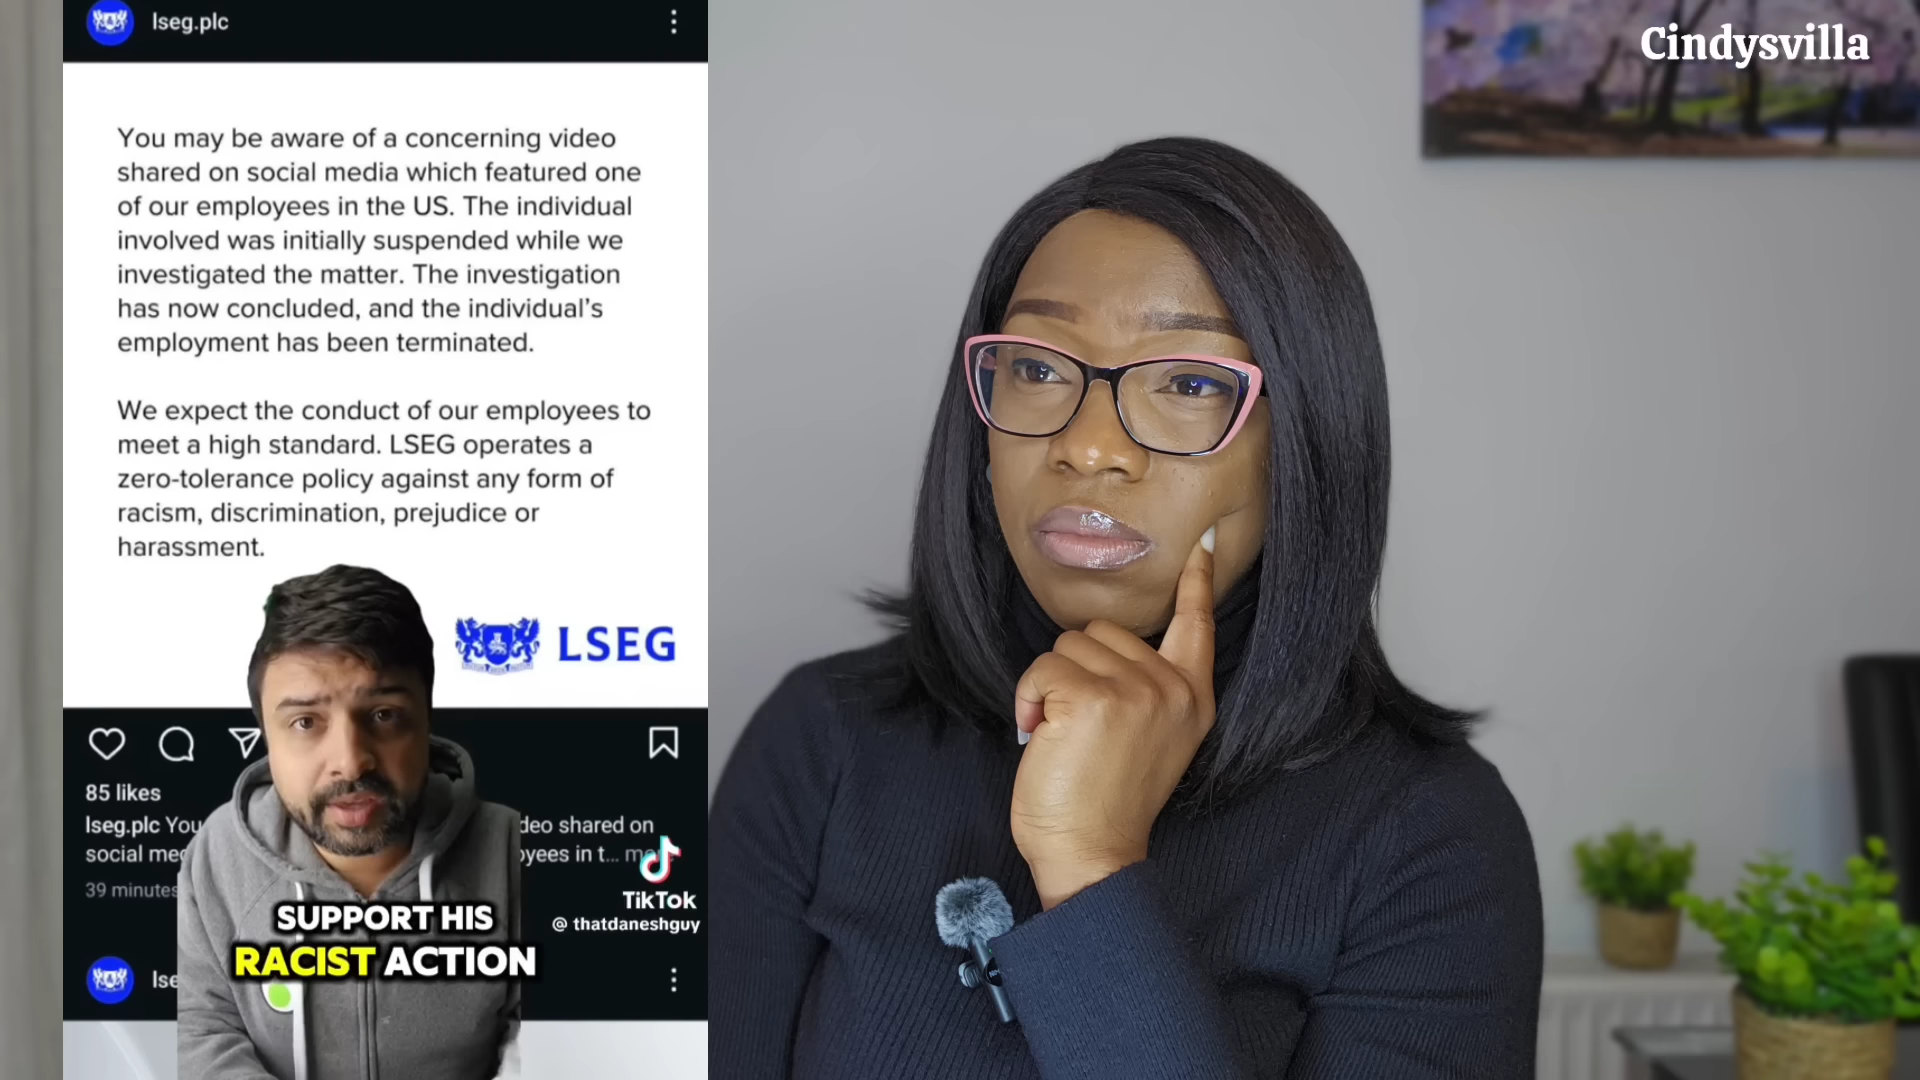 lseg.plc
Cindysvilla
You may be aware of a concerning video
shared on social media which featured one
of our employees in the US. The individual
involved was initially suspended while we
investigated the matter. The investigation
has now concluded, and the individual's
employment has been terminated.
We expect the conduct of our employees to
meet a high standard. LSEG operates a
zero-tolerance policy against any form of
racism, discrimination, prejudice or
harassment.
LSEG
85 likes
lseg.plc You deo shared on
social in t...
39 minutes
TikTok
@ thatdaneshguy
SUPPORT HIS
RACIST ACTION